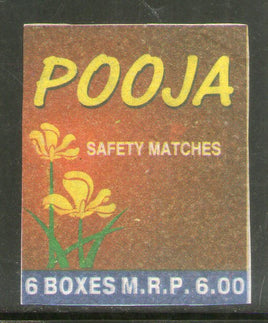 POOJA
SAFETY MATCHES
6 BOXES M.R.P. 6.00